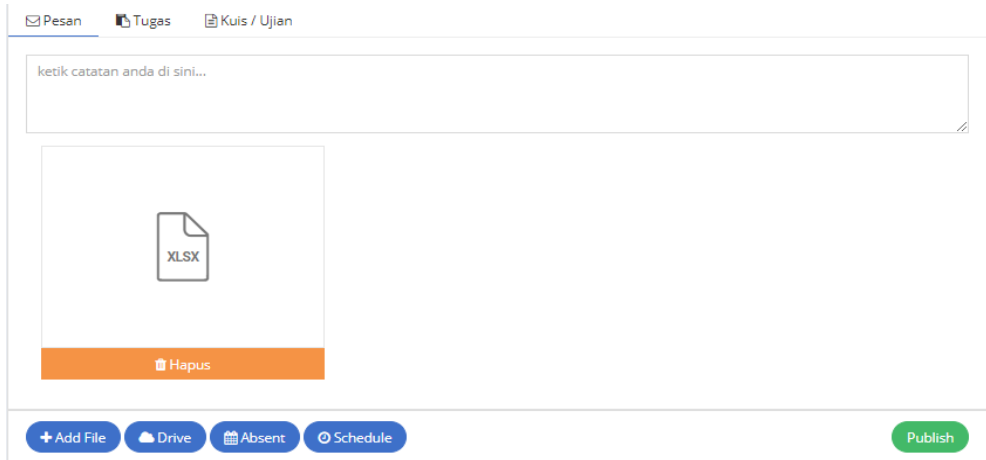 Pesan Tugas Kuis / Ujian
ketik catatan anda di sini...
XLSX
Hapus
+ Add File Drive Absent Schedule Publish